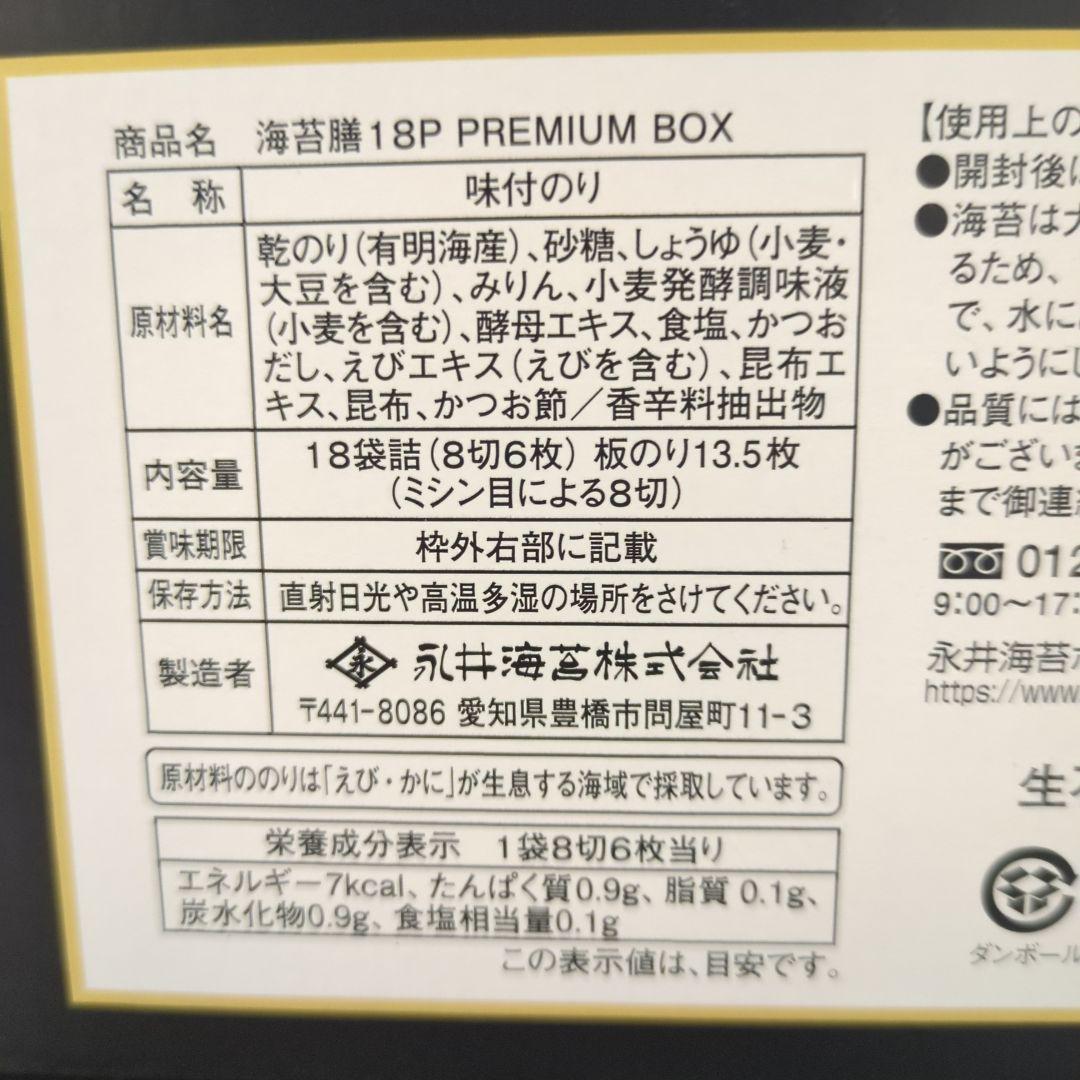 商品名 海苔膳18P PREMIUM BOX
名 称 味付のり
原材料名
乾のり(有明海産)、砂糖、しょうゆ(小麦・
大豆を含む)、みりん、小麦発酵調味液
(小麦を含む)、酵母エキス、食塩、かつお
だし、えびエキス(えびを含む)、昆布エ
キス、昆布、かつお節/香辛料抽出物
内容量
18袋詰(8切6枚) 板のり13.5枚
(ミシン目による8切)
賞味期限 枠外右部に記載
保存方法 直射日光や高温多湿の場所をさけてください。
製造者
永 永井海苔株式会社
〒441-8086 愛知県豊橋市問屋町11-3
原材料ののりは「えび・かに」が生息する海域で採取しています。
栄養成分表示 1袋8切6枚当り
エネルギー7kcal、たんぱく質0.9g、脂質 0.1g、
炭水化物0.9g、食塩相当量0.1g
この表示値は、目安です。
【使用上の
●開封後に
●海苔は大
るため、
で、水に
いようにし
●品質には
がございま
まで御連絡
012
9:00〜17:
永井海苔ホ
https://www
生
ダンボール